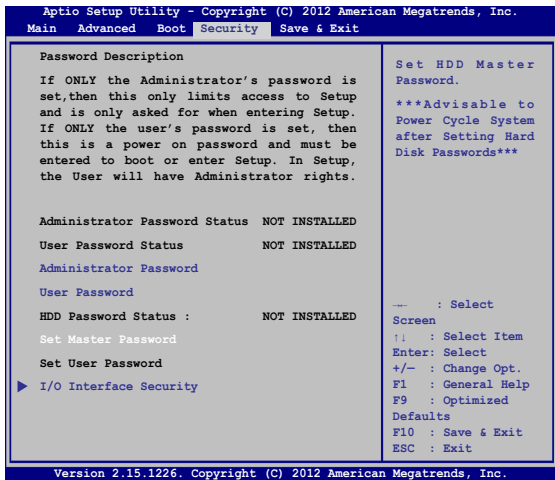 Aptio Setup Utility - Copyright (C) 2012 American Megatrends, Inc.
Main Advanced Boot Security Save & Exit
Password Description
If ONLY the Administrator's password is
set,then this only limits access to Setup
and is only asked for when entering Setup.
If ONLY the user's password is set, then
this is a power on password and must be
entered to boot or enter Setup. In Setup,
the User will have Administrator rights.
Administrator Password Status NOT INSTALLED
User Password Status NOT INSTALLED
Administrator Password
User Password
HDD Password Status : NOT INSTALLED
Set Master Password
Set User Password
I/O Interface Security
Set HDD Master
Password.
***Advisable to
Power Cycle System
after Setting Hard
Disk Passwords***
→← : Select
Screen
↑↓ : Select Item
Enter: Select
+/— : Change Opt.
F1 : General Help
F9 : Optimized
Defaults
F10 : Save & Exit
ESC : Exit
Version 2.15.1226. Copyright (C) 2012 American Megatrends, Inc.